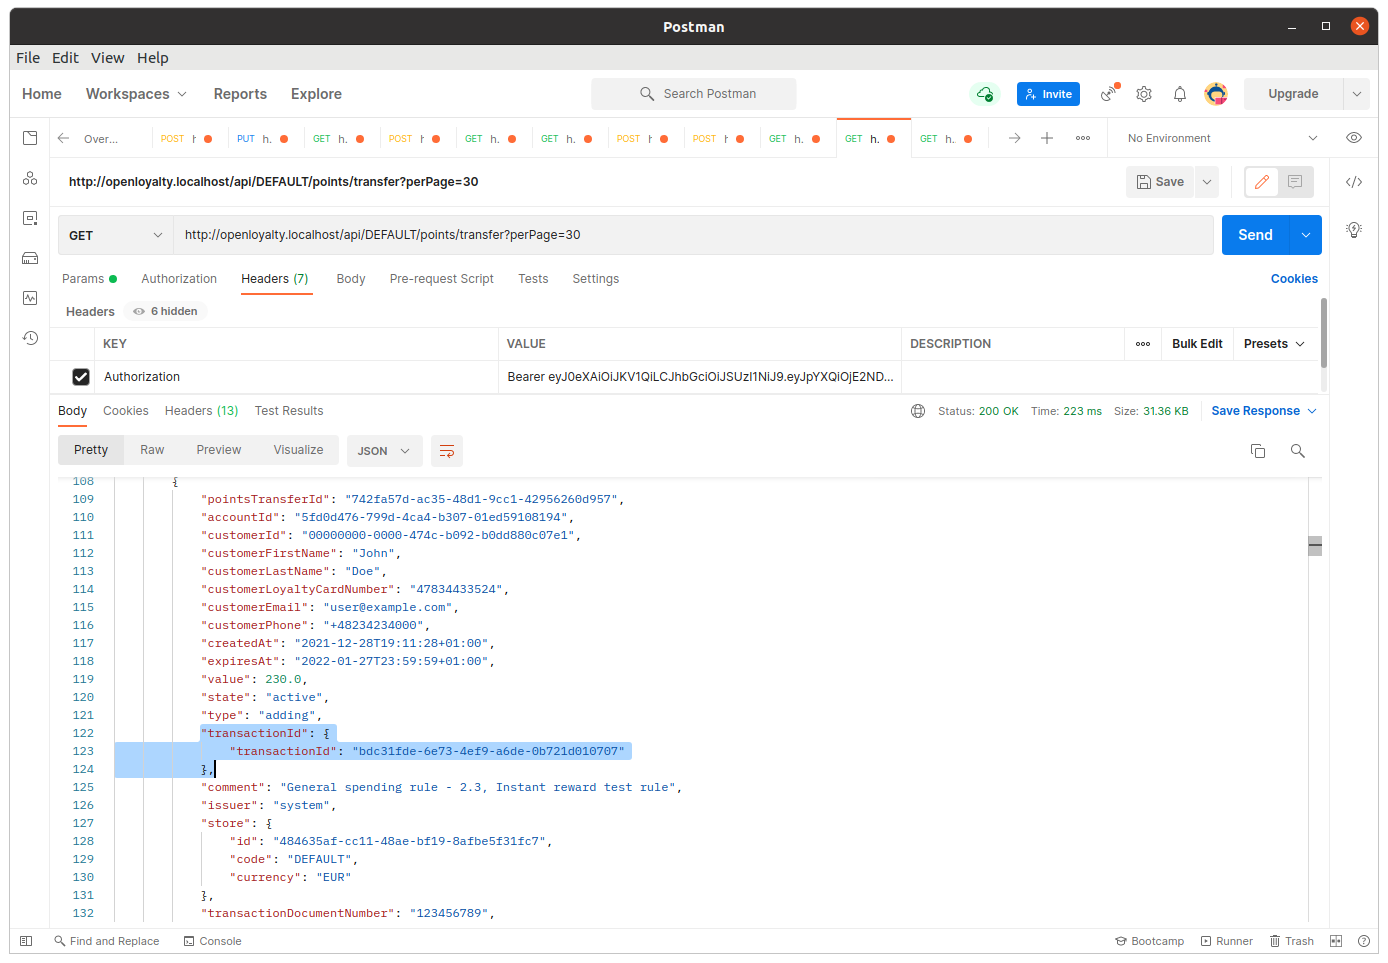 Postman
File Edit View Help
Home Workspaces Reports Explore Search Postman Invite Upgrade
Over... POST h PUT h. GET h. POST h GET h. GET h. POST h POST h GET h. GET h. GET h. No Environment
http://openloyalty.localhost/api/DEFAULT/points/transfer?perPage=30 Save
GET http://openloyalty.localhost/api/DEFAULT/points/transfer?perPage=30 Send
Params Authorization Headers (7) Body Pre-request Script Tests Settings Cookies
Headers 6 hidden
KEY VALUE DESCRIPTION Bulk Edit Presets
Authorization Bearer eyJ0eXAiOiJKV1QiLCJhbGciOiJSUzI1NiJ9.eyJpYXQiOjE2ND...
Body Cookies Headers (13) Test Results Status: 200 OK Time: 223 ms Size: 31.36 KB Save Response
Pretty Raw Preview Visualize JSON
108 {
109 "pointsTransferId": "742fa57d-ac35-48d1-9cc1-42956260d957",
110 "accountId": "5fd0d476-799d-4ca4-b307-01ed59108194",
111 "customerId": "00000000-0000-474c-b092-b0dd880c07e1",
112 "customerFirstName": "John",
113 "customerLastName": "Doe",
114 "customerLoyaltyCardNumber": "47834433524",
115 "customerEmail": "user@example.com",
116 "customerPhone": "+48234234000",
117 "createdAt": "2021-12-28T19:11:28+01:00",
118 "expiresAt": "2022-01-27T23:59:59+01:00",
119 "value": 230.0,
120 "state": "active",
121 "type": "adding",
122 "transactionId": {
123 "transactionId": "bdc31fde-6e73-4ef9-a6de-0b721d010707"
124 },
125 "comment": "General spending rule - 2.3, Instant reward test rule",
126 "issuer": "system",
127 "store": {
128 "id": "484635af-cc11-48ae-bf19-8afbe5f31fc7",
129 "code": "DEFAULT",
130 "currency": "EUR"
131 },
132 "transactionDocumentNumber": "123456789",
Find and Replace Console Bootcamp Runner Trash